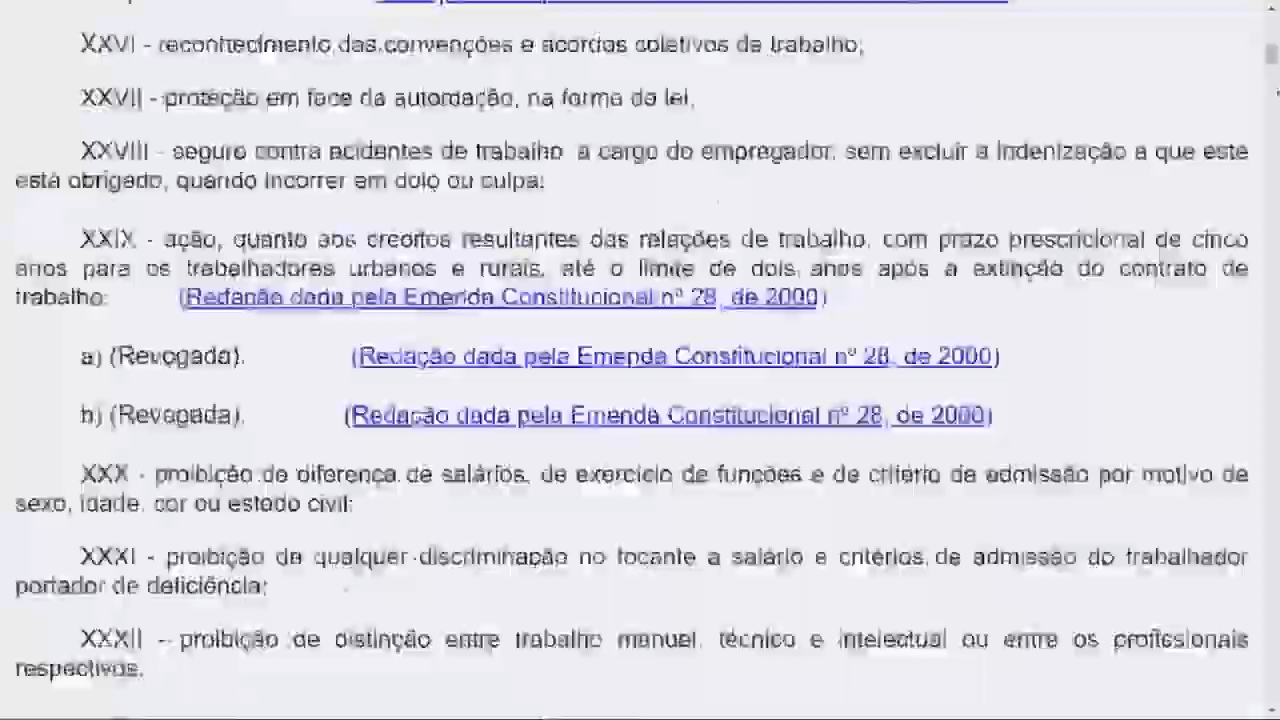 XXVI - reconhecimento das convenções e acordos coletivos de trabalho;
XXVII - proteção em face da automação, na forma da lei;
XXVIII - seguro contra acidentes de trabalho, a cargo do empregador, sem excluir a indenização a que este
está obrigado, quando incorrer em dolo ou culpa;
XXIX - ação, quanto aos créditos resultantes das relações de trabalho, com prazo prescricional de cinco
anos para os trabalhadores urbanos e rurais, até o limite de dois anos após a extinção do contrato de
trabalho; (Redação dada pela Emenda Constitucional nº 28, de 2000)
a) (Revogada). (Redação dada pela Emenda Constitucional nº 28, de 2000)
b) (Revogada). (Redação dada pela Emenda Constitucional nº 28, de 2000)
XXX - proibição de diferença de salários, de exercício de funções e de critério de admissão por motivo de
sexo, idade, cor ou estado civil;
XXXI - proibição de qualquer discriminação no tocante a salário e critérios de admissão do trabalhador
portador de deficiência;
XXXII - proibição de distinção entre trabalho manual, técnico e intelectual ou entre os profissionais
respectivos;